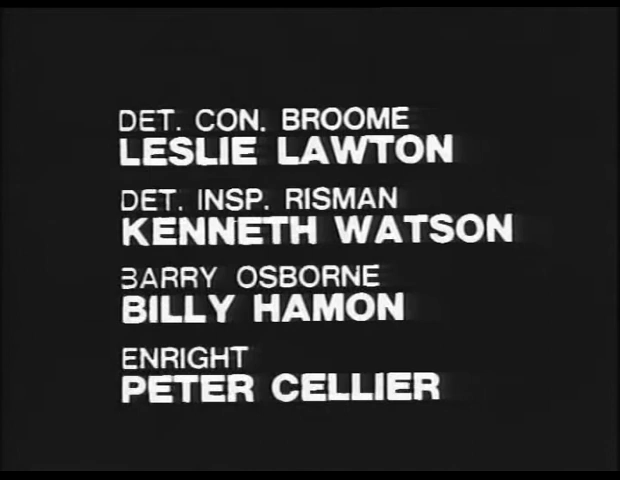 DET. CON. BROOME
LESLIE LAWTON
DET. INSP. RISMAN
KENNETH WATSON
BARRY OSBORNE
BILLY HAMON
ENRIGHT
PETER CELLIER